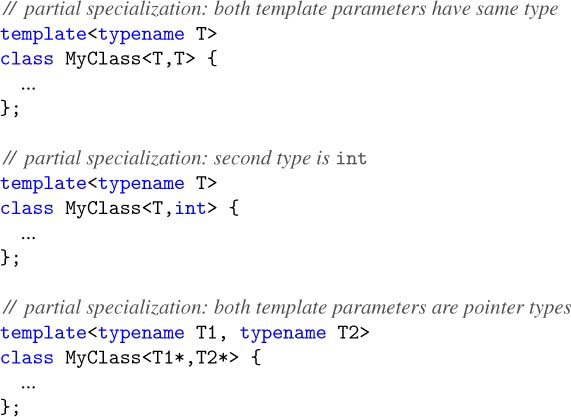 // partial specialization: both template parameters have same type
template<typename T>
class MyClass<T,T> {
...
};
// partial specialization: second type is int
template<typename T>
class MyClass<T,int> {
...
};
// partial specialization: both template parameters are pointer types
template<typename T1, typename T2>
class MyClass<T1*,T2*> {
...
};